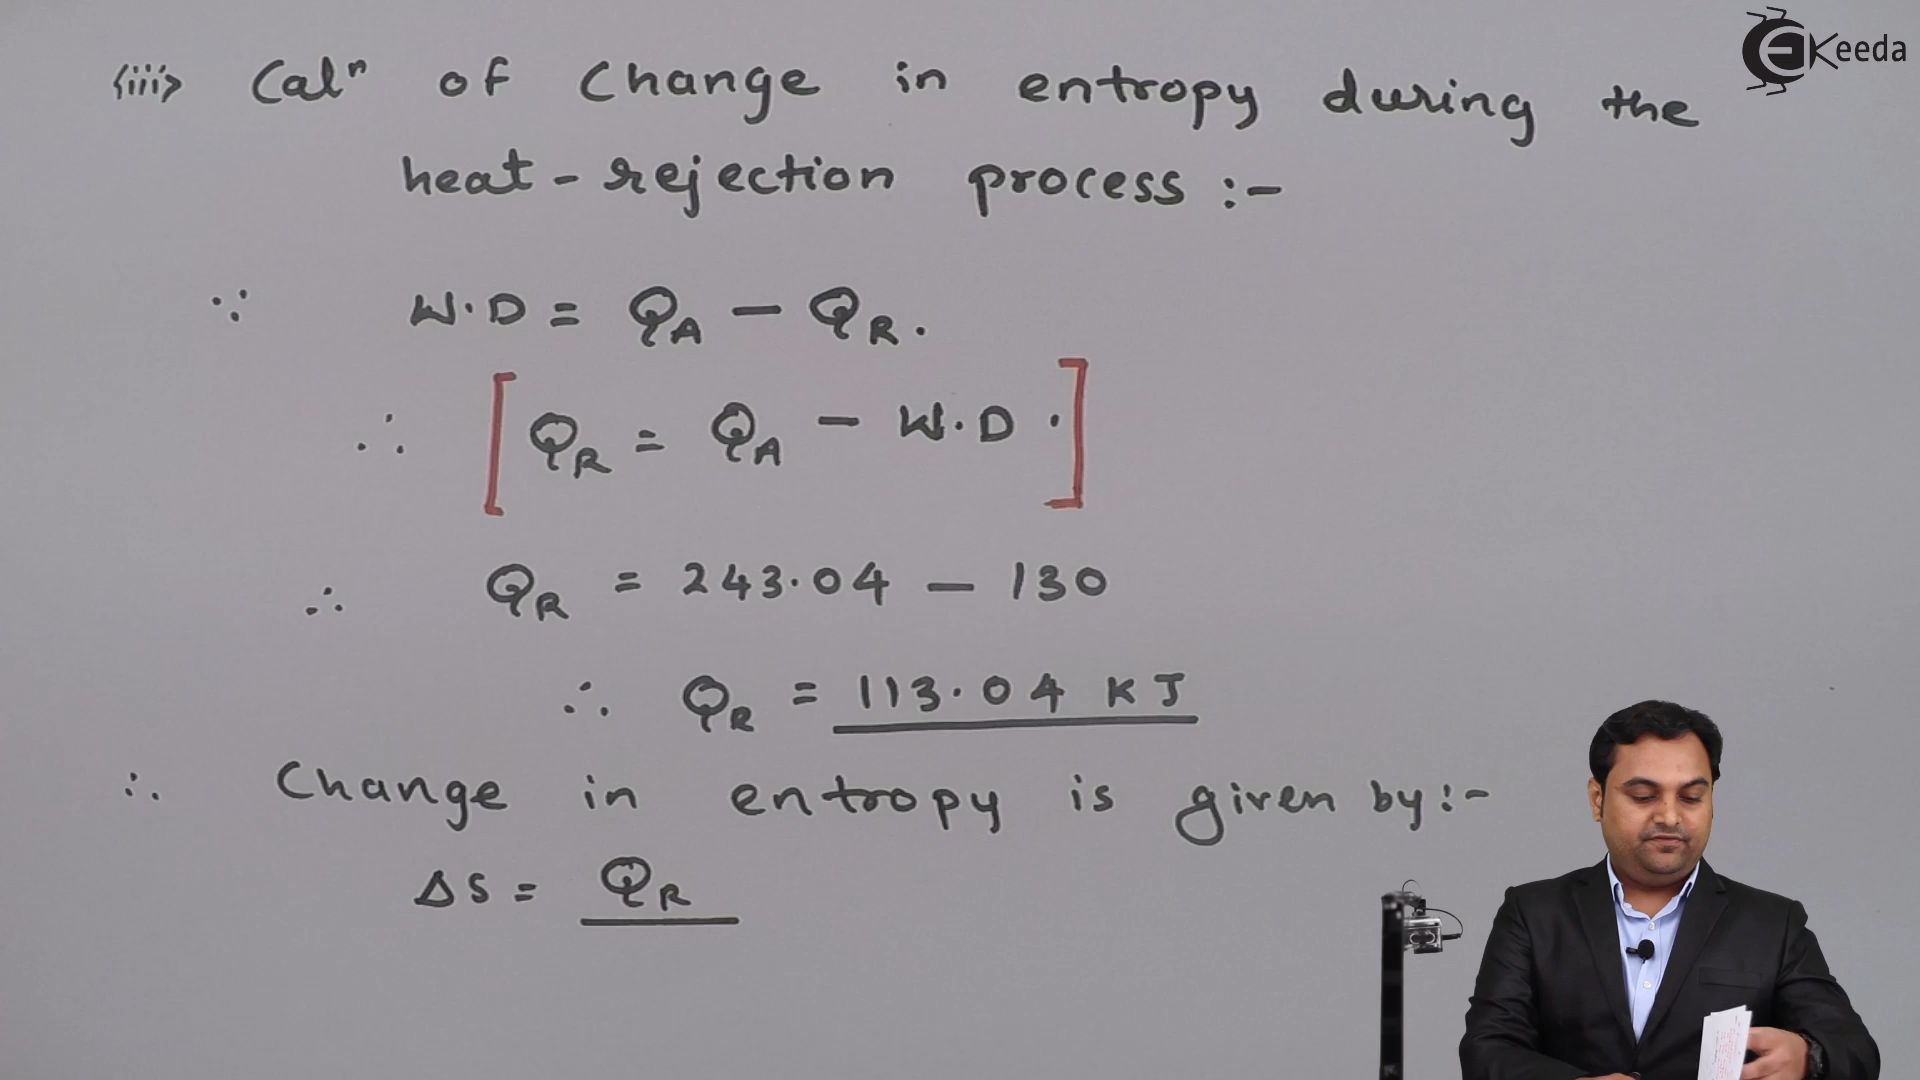 EKeeda
<iii> Calⁿ of Change in entropy during the
heat-rejection process :-
∵ W.D = QA - QR.
∴ [QR = QA - W.D.]
∴ QR = 243.04 - 130
∴ QR = 113.04 KJ
∴ Change in entropy is given by :-
ΔS = QR